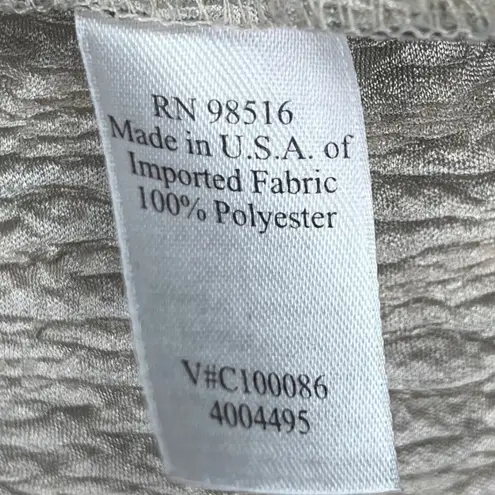 RN 98516
Made in U.S.A. of
Imported Fabric
100% Polyester
V#C100086
4004495